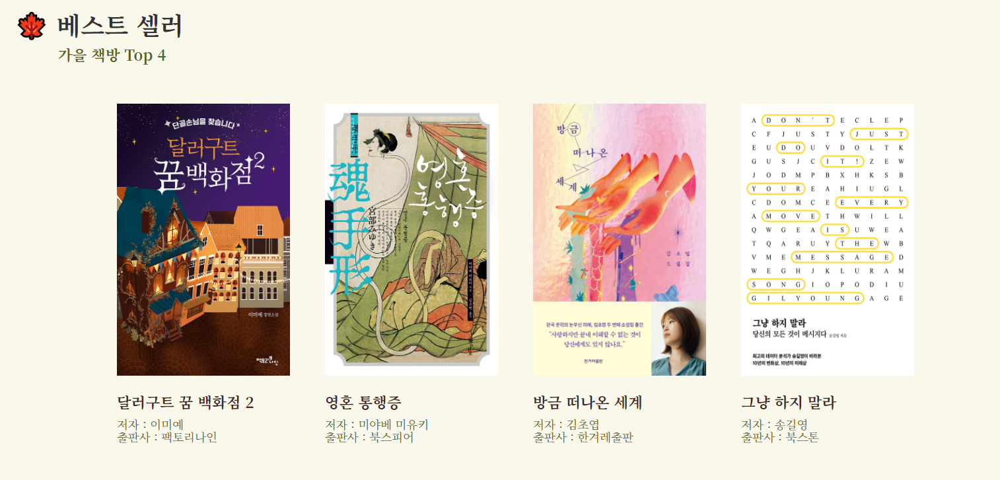 베스트 셀러
가을 책방 Top 4
단골손님을 찾습니다
달러구트
꿈 백화점 2
이미예 장편소설
팩토리나인
魂手形
魂手形
宮部みゆき
영혼
통행증
방금
떠나온
세계
김초엽
소설집
한국 문학의 눈부신 미래, 김초엽 두 번째 소설집 출간
“사랑하지만 끝내 이해할 수 없는 것이
당신에게도 있지 않나요.”
한겨레출판
A D O N ' T E C L E P
C F J U S T Y J U S T
E U D O U V D O L T K
G U S J C I T ! Z E W
J O D M P B X H K S B
Y O U R E A H I U G L
C D O M C E E V E R Y
A M O V E T H W I L L
Q W G E A I S U W E A
T Q A R U Y T H E W B
V M E M E S S A G E D
W E G H J K L U R A M
S O N G I O P O D I U
G I L Y O U N G A G E
그냥 하지 말라
당신의 모든 것이 메시지다 송길영 지음
최고의 데이터 분석가 송길영이 바라본
10년의 변화상, 10년의 미래상
달러구트 꿈 백화점 2
저자 : 이미예
출판사 : 팩토리나인
영혼 통행증
저자 : 미야베 미유키
출판사 : 북스피어
방금 떠나온 세계
저자 : 김초엽
출판사 : 한겨레출판
그냥 하지 말라
저자 : 송길영
출판사 : 북스톤